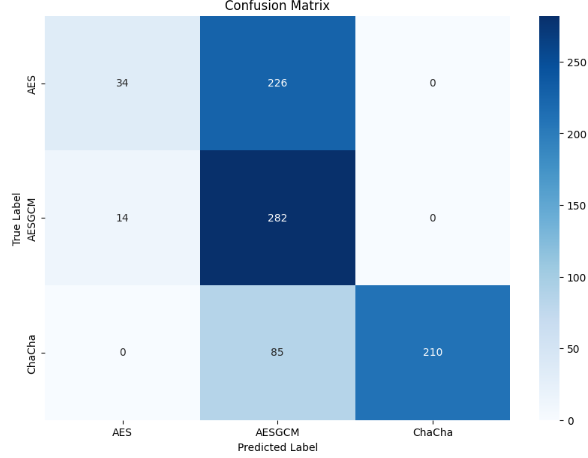 Confusion Matrix
True Label
AES
AESGCM
ChaCha
34 226 0
14 282 0
0 85 210
AES AESGCM ChaCha
Predicted Label
250
200
150
100
50
0